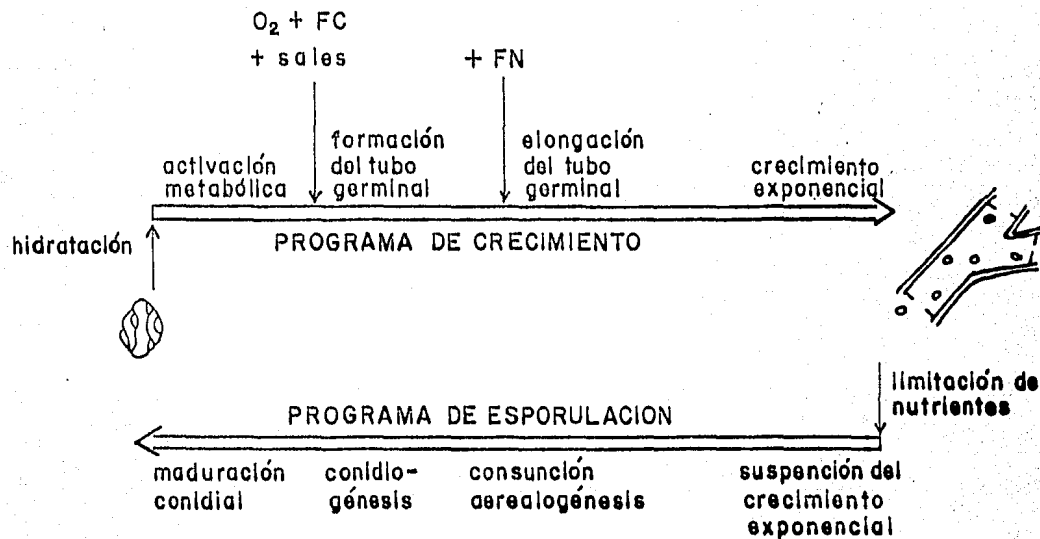 O₂ + FC
+ sales
+ FN
activación
metabólica
formación
del tubo
germinal
elongación
del tubo
germinal
crecimiento
exponencial
hidratación
PROGRAMA DE CRECIMIENTO
limitación de
nutrientes
PROGRAMA DE ESPORULACION
maduración
conidial
conidio-
génesis
consunción
aerealogénesis
suspención del
crecimiento
exponencial